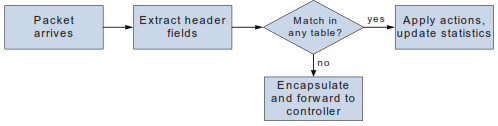 Packet
arrives
Extract header
fields
Match in
any table?
yes
Apply actions,
update statistics
no
Encapsulate
and forward to
controller